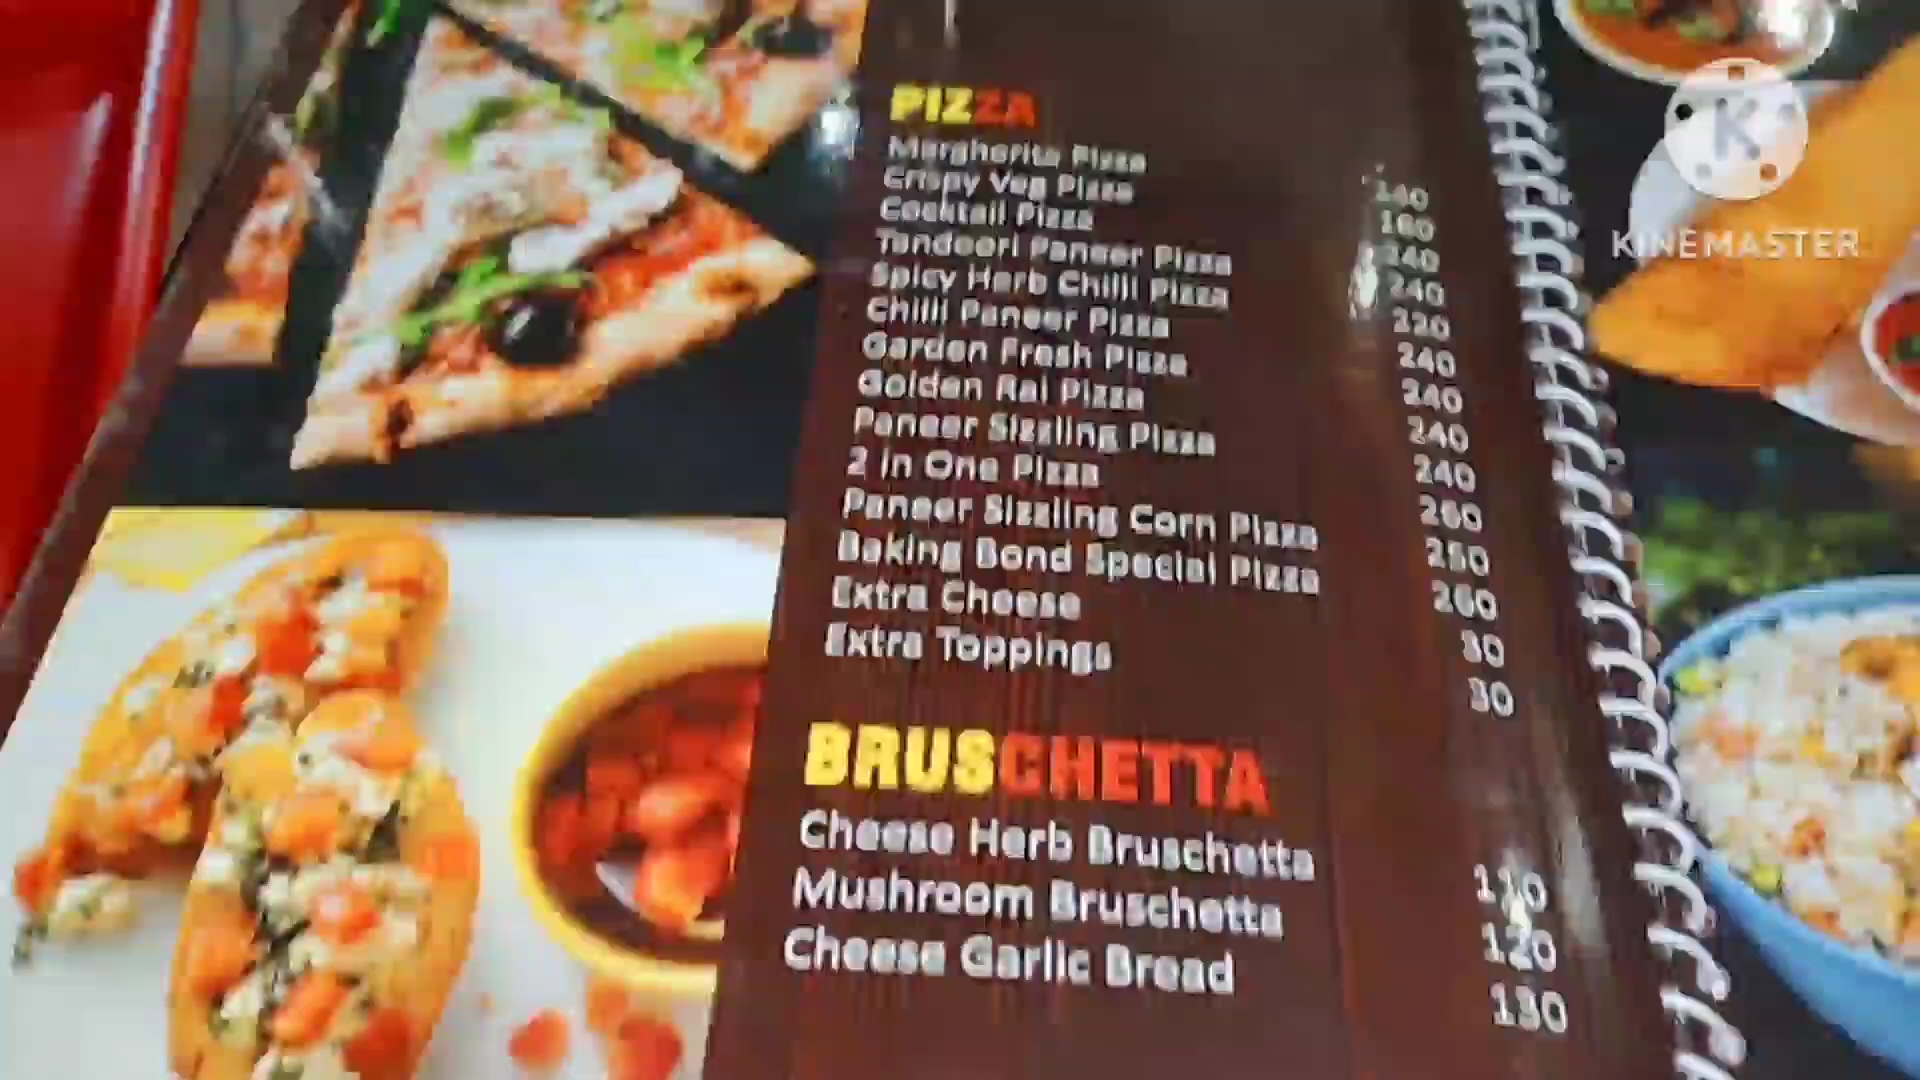 PIZZA
Margherita Pizza 140
Crispy Veg Pizza 180
Cocktail Pizza 240
Tandoori Paneer Pizza 240
Spicy Herb Chilli Pizza 220
Chilli Paneer Pizza 240
Garden Fresh Pizza 240
Golden Rai Pizza 240
Paneer Sizzling Pizza 240
2 in One Pizza 260
Paneer Sizzling Corn Pizza 250
Baking Bond Special Pizza 260
Extra Cheese 30
Extra Toppings 30
BRUSCHETTA
Cheese Herb Bruschetta 110
Mushroom Bruschetta 120
Cheese Garlic Bread 130
K
KINEMASTER